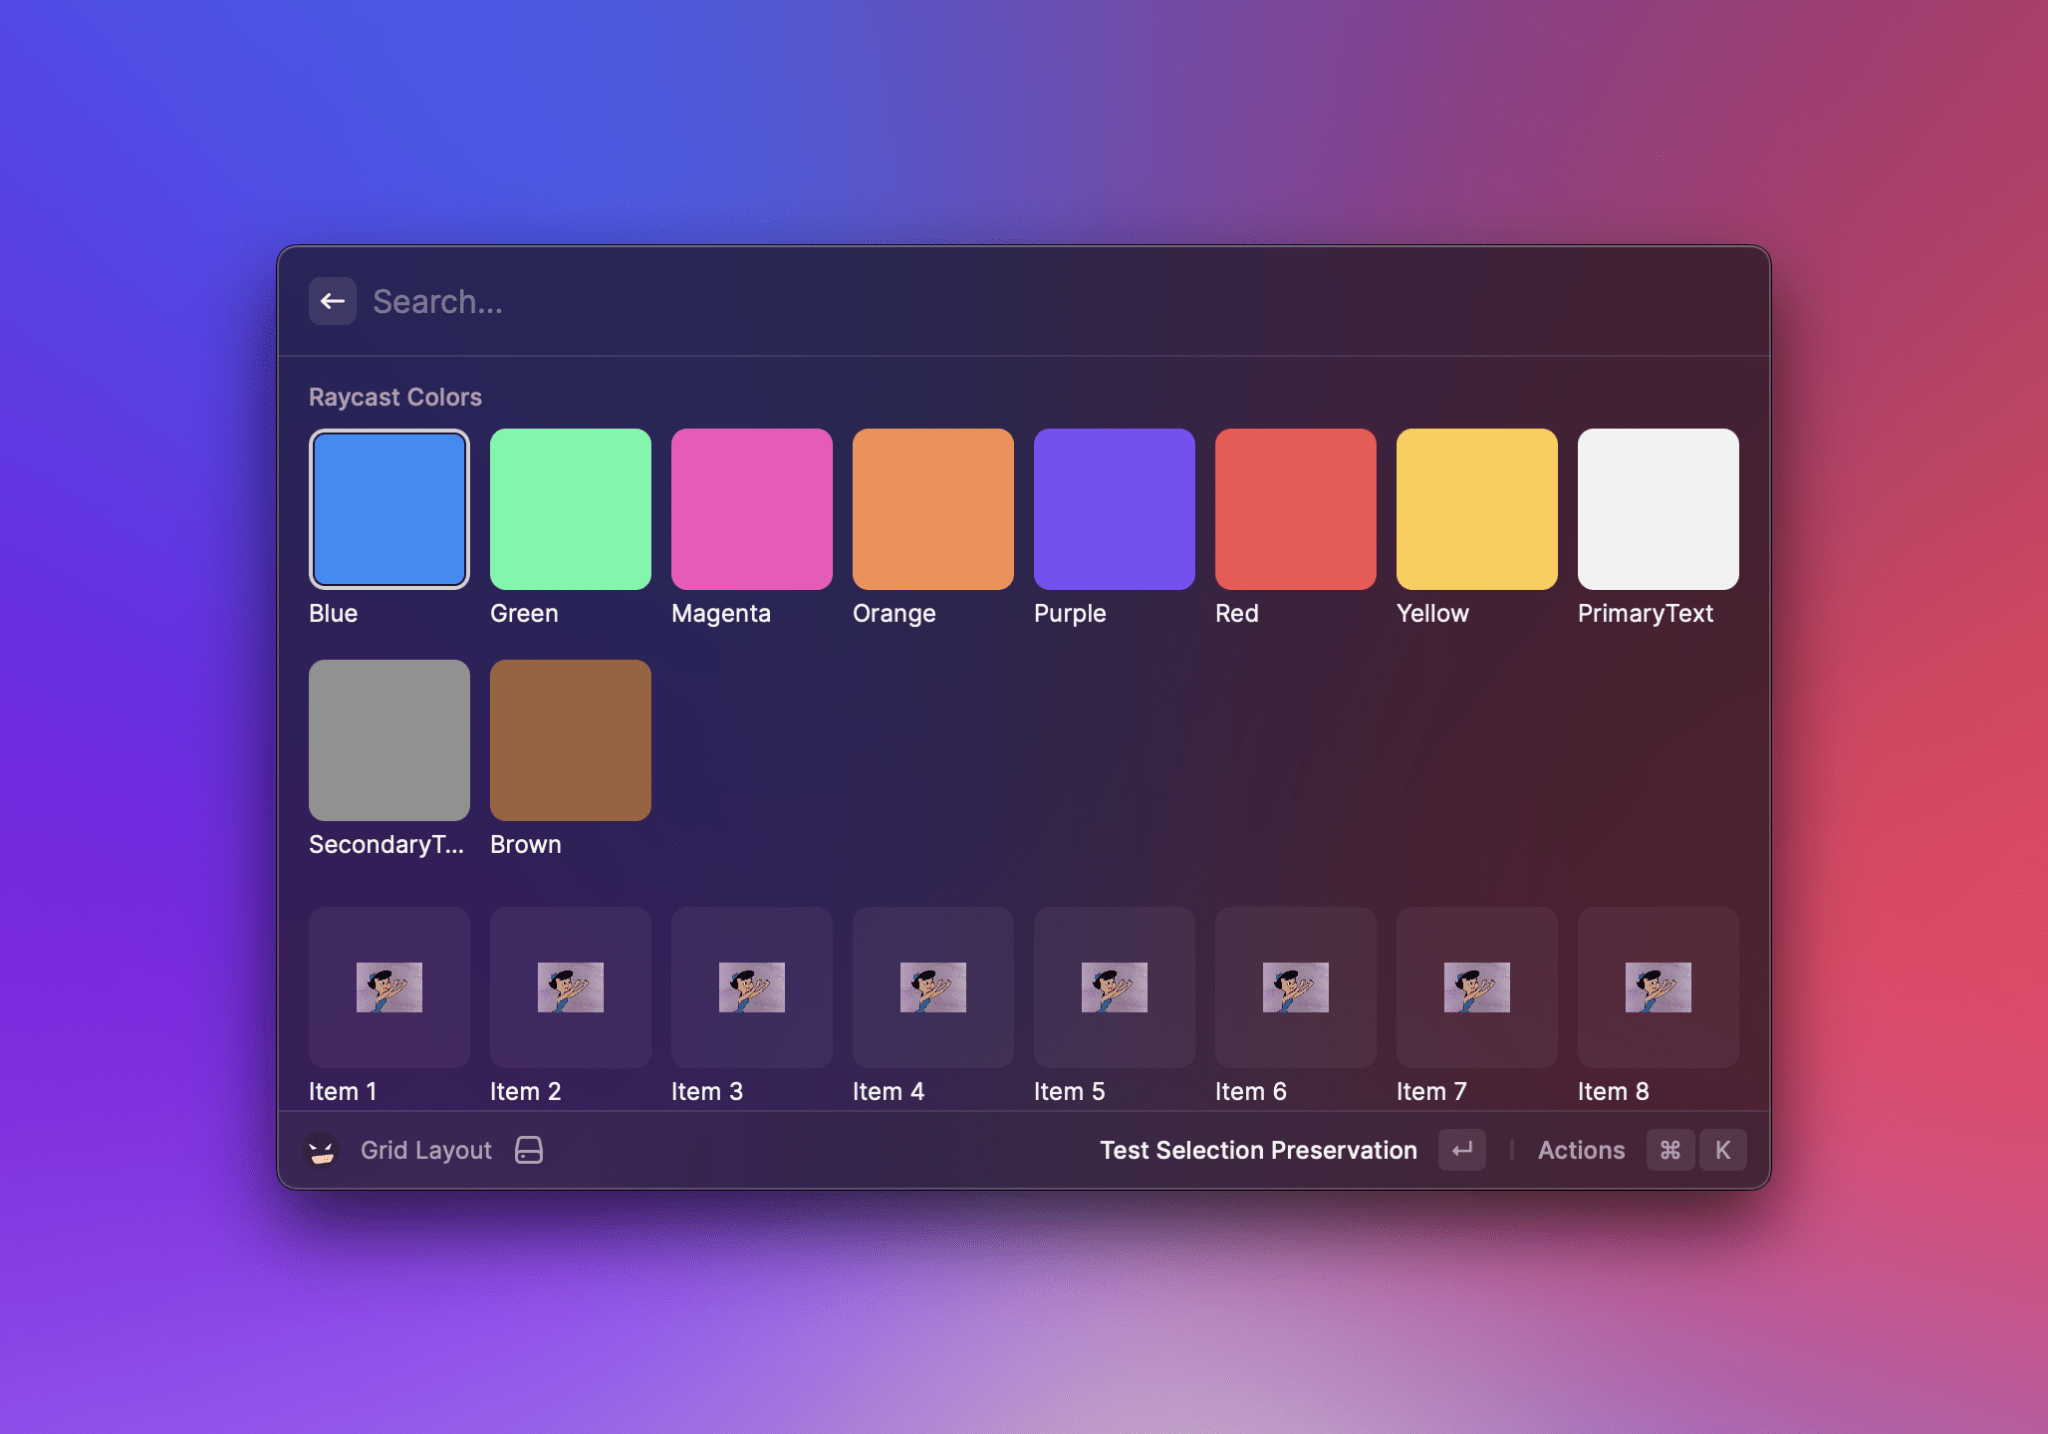 Search...
Raycast Colors
Blue Green Magenta Orange Purple Red Yellow PrimaryText
SecondaryT... Brown
Item 1 Item 2 Item 3 Item 4 Item 5 Item 6 Item 7 Item 8
Grid Layout Test Selection Preservation ↵ Actions ⌘ K